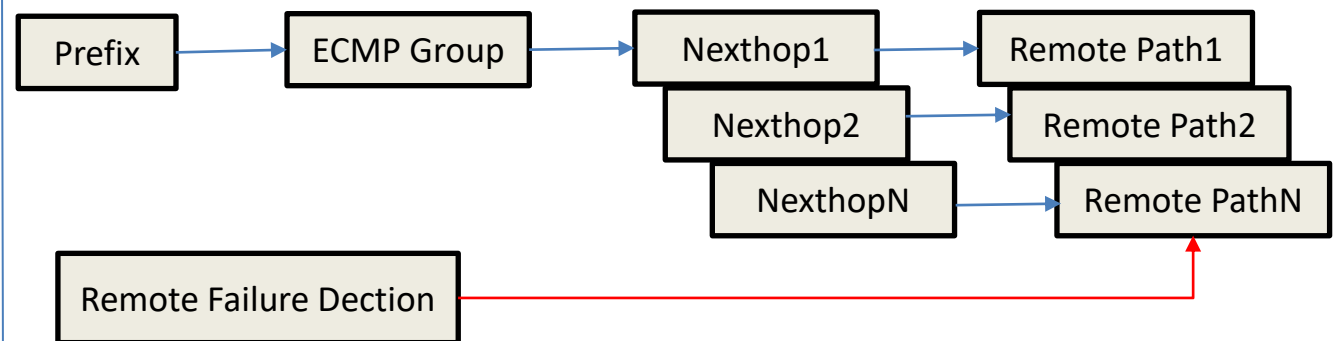 Prefix
ECMP Group
Nexthop1
Remote Path1
Nexthop2
Remote Path2
NexthopN
Remote PathN
Remote Failure Dection